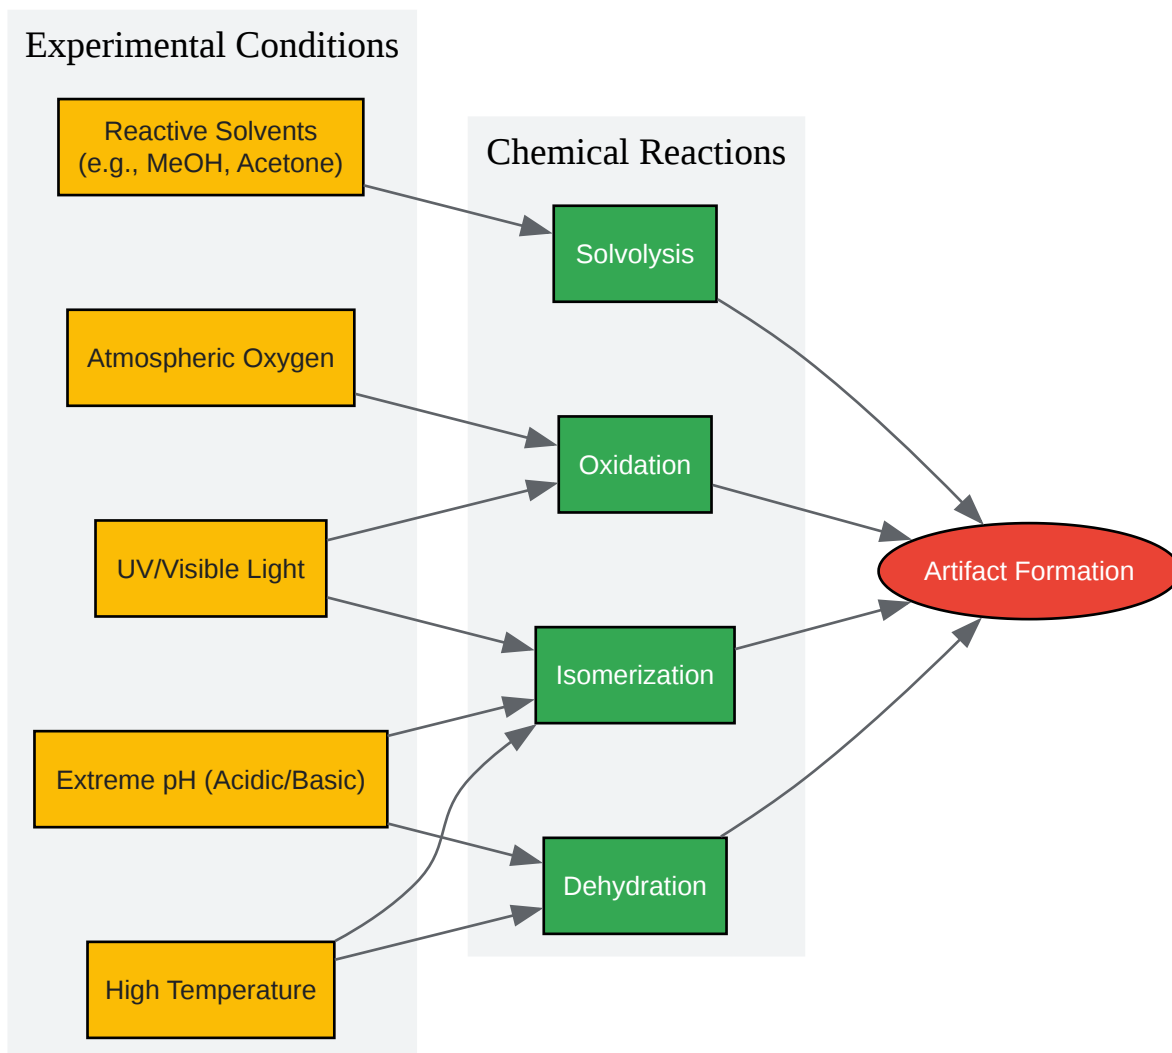 Experimental Conditions
Reactive Solvents
(e.g., MeOH, Acetone)
Atmospheric Oxygen
UV/Visible Light
Extreme pH (Acidic/Basic)
High Temperature
Chemical Reactions
Solvolysis
Oxidation
Isomerization
Dehydration
Artifact Formation